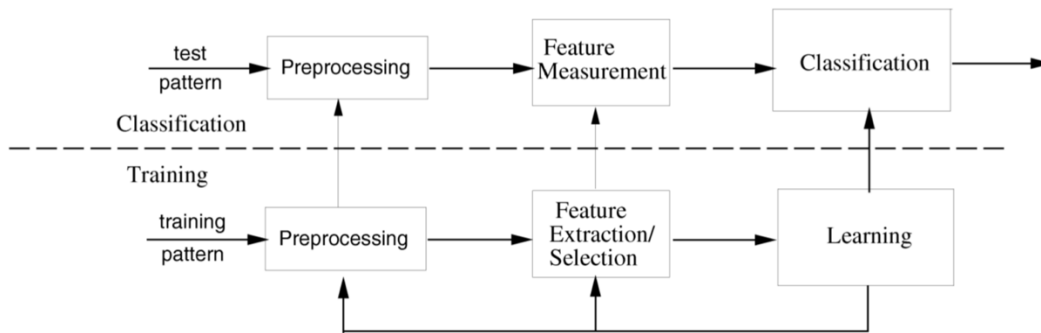 test
pattern
Preprocessing
Feature
Measurement
Classification
Classification
Training
training
pattern
Preprocessing
Feature
Extraction/
Selection
Learning